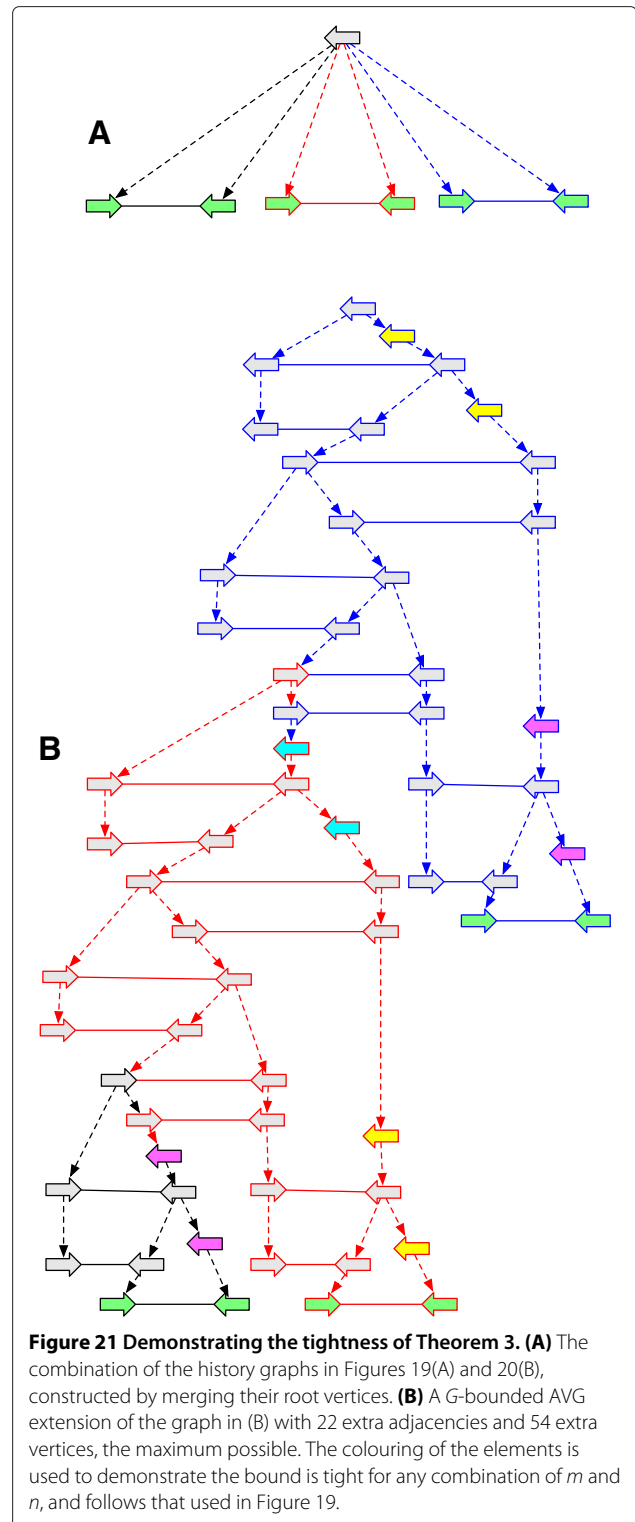 A
B
Figure 21 Demonstrating the tightness of Theorem 3. (A) The
combination of the history graphs in Figures 19(A) and 20(B),
constructed by merging their root vertices. (B) A G-bounded AVG
extension of the graph in (B) with 22 extra adjacencies and 54 extra
vertices, the maximum possible. The colouring of the elements is
used to demonstrate the bound is tight for any combination of m and
n, and follows that used in Figure 19.